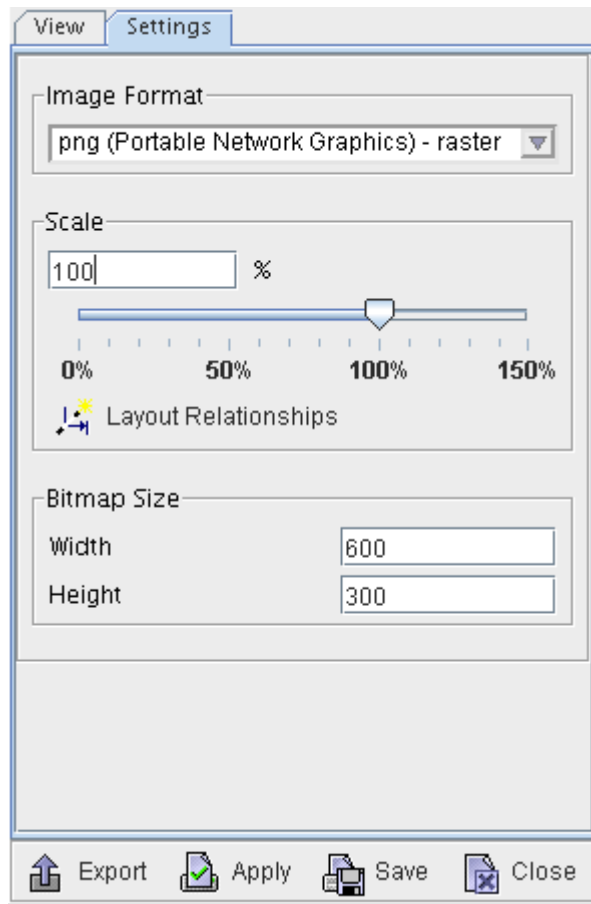 View Settings
Image Format
png (Portable Network Graphics) - raster
Scale
100 %
0% 50% 100% 150%
Layout Relationships
Bitmap Size
Width 600
Height 300
Export Apply Save Close